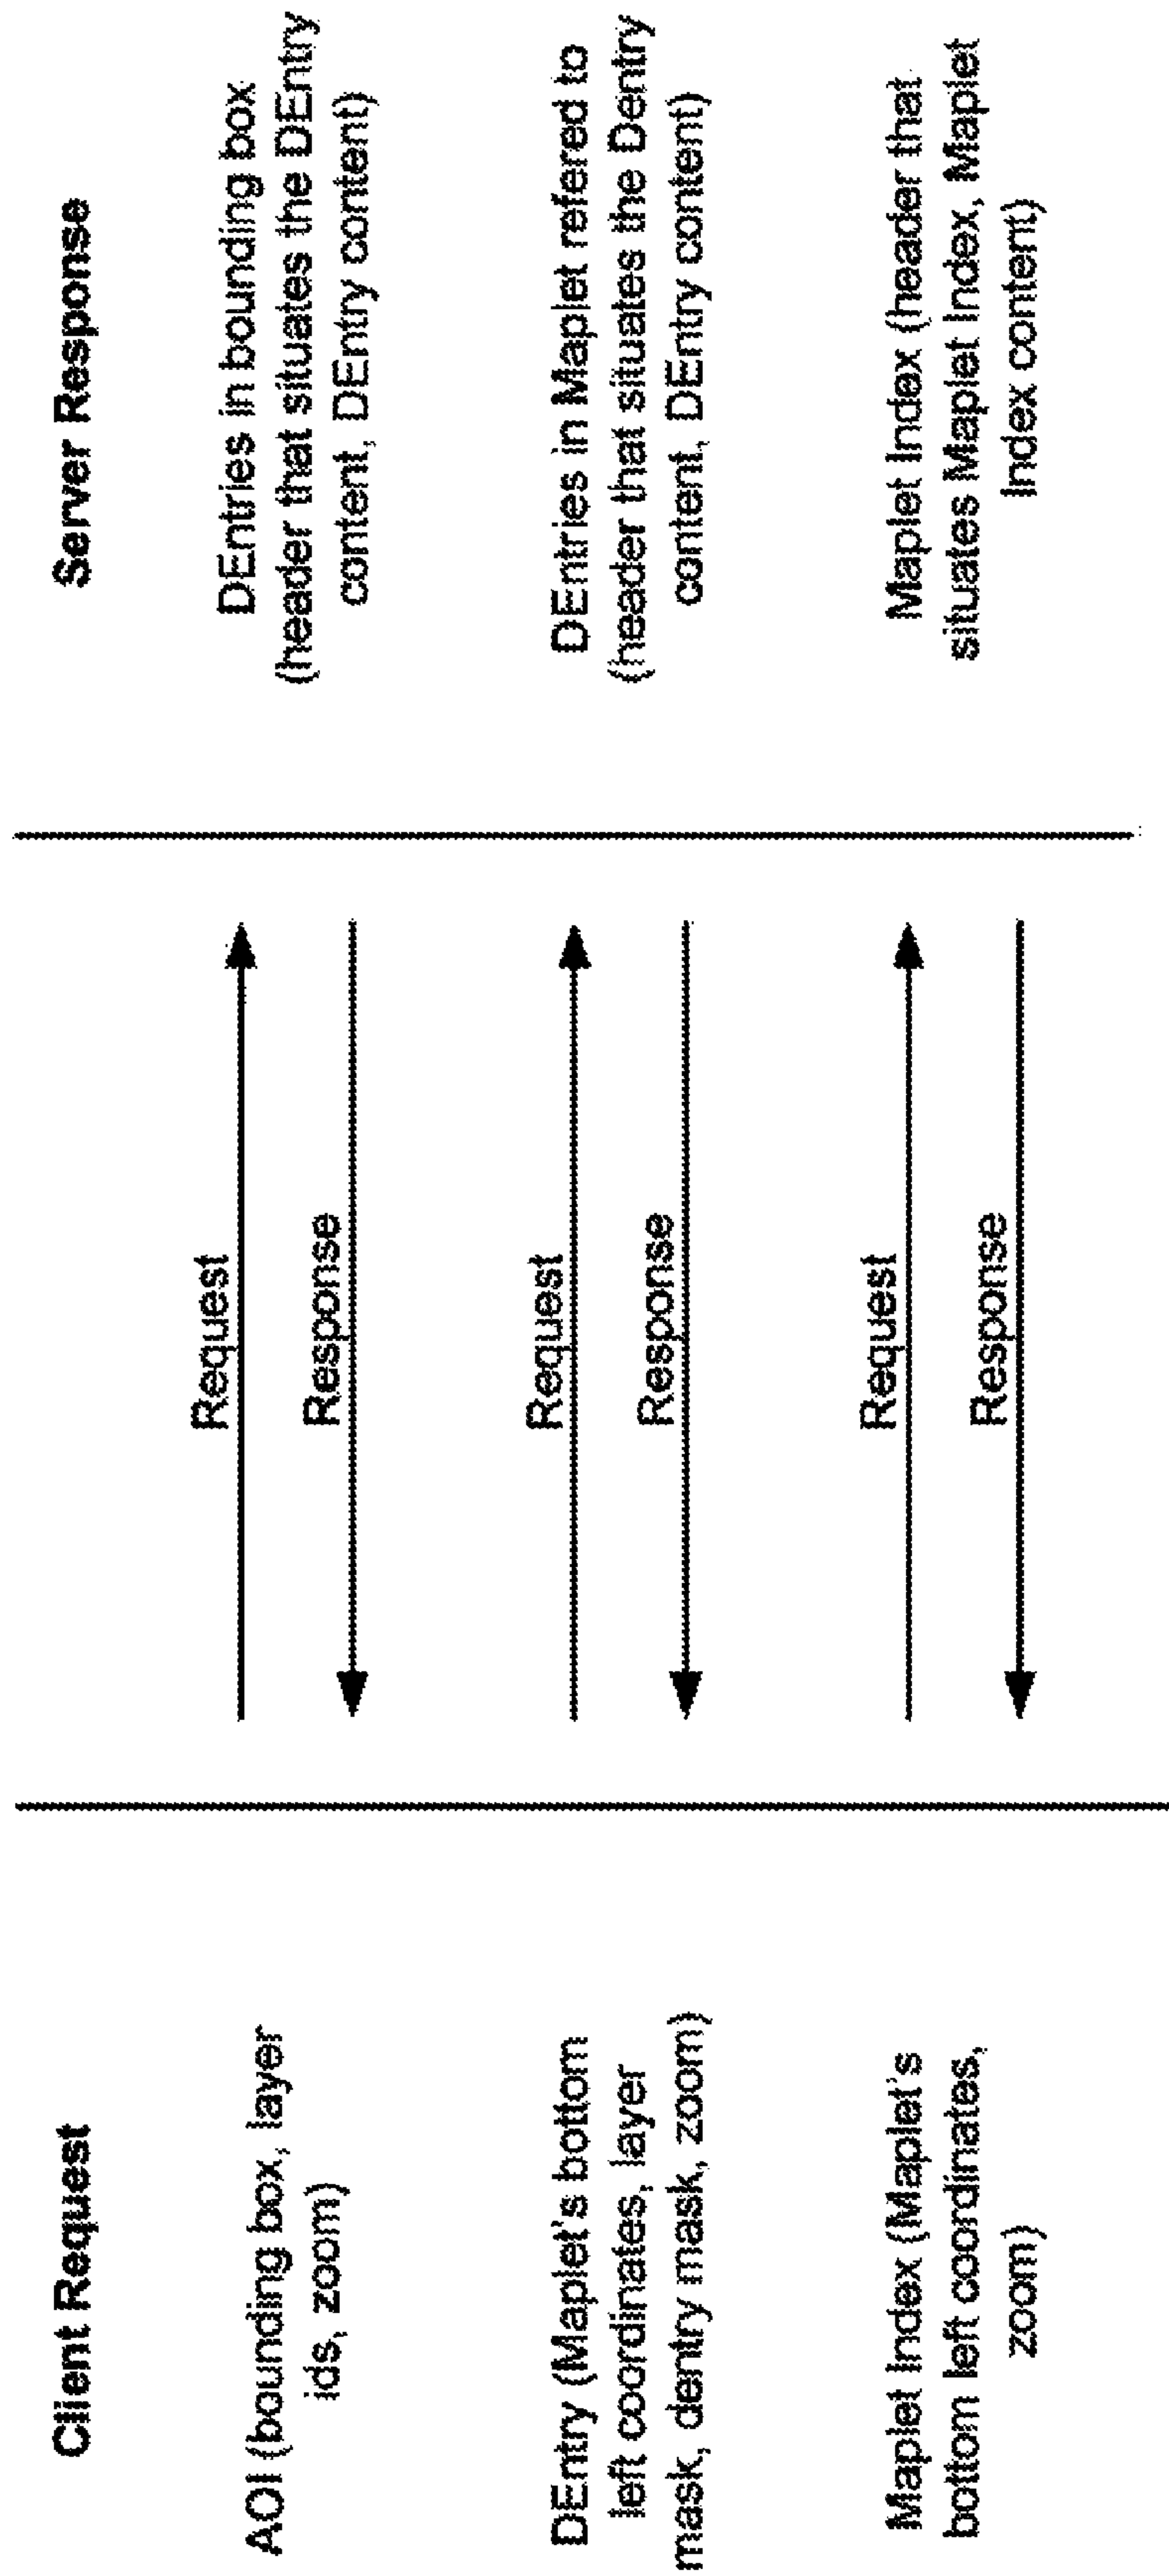 Client Request
Server Response
AOI (bounding box, layer
ids, zoom)
Request
Response
DEntries in bounding box
(header that situates the DEntry
content, DEntry content)
DEntry (Maplet's bottom
left coordinates, layer
mask, dentry mask, zoom)
Request
Response
DEntries in Maplet refered to
(header that situates the Dentry
content, DEntry content)
Maplet Index (Maplet's
bottom left coordinates,
zoom)
Request
Response
Maplet Index (header that
situates Maplet Index, Maplet
Index content)